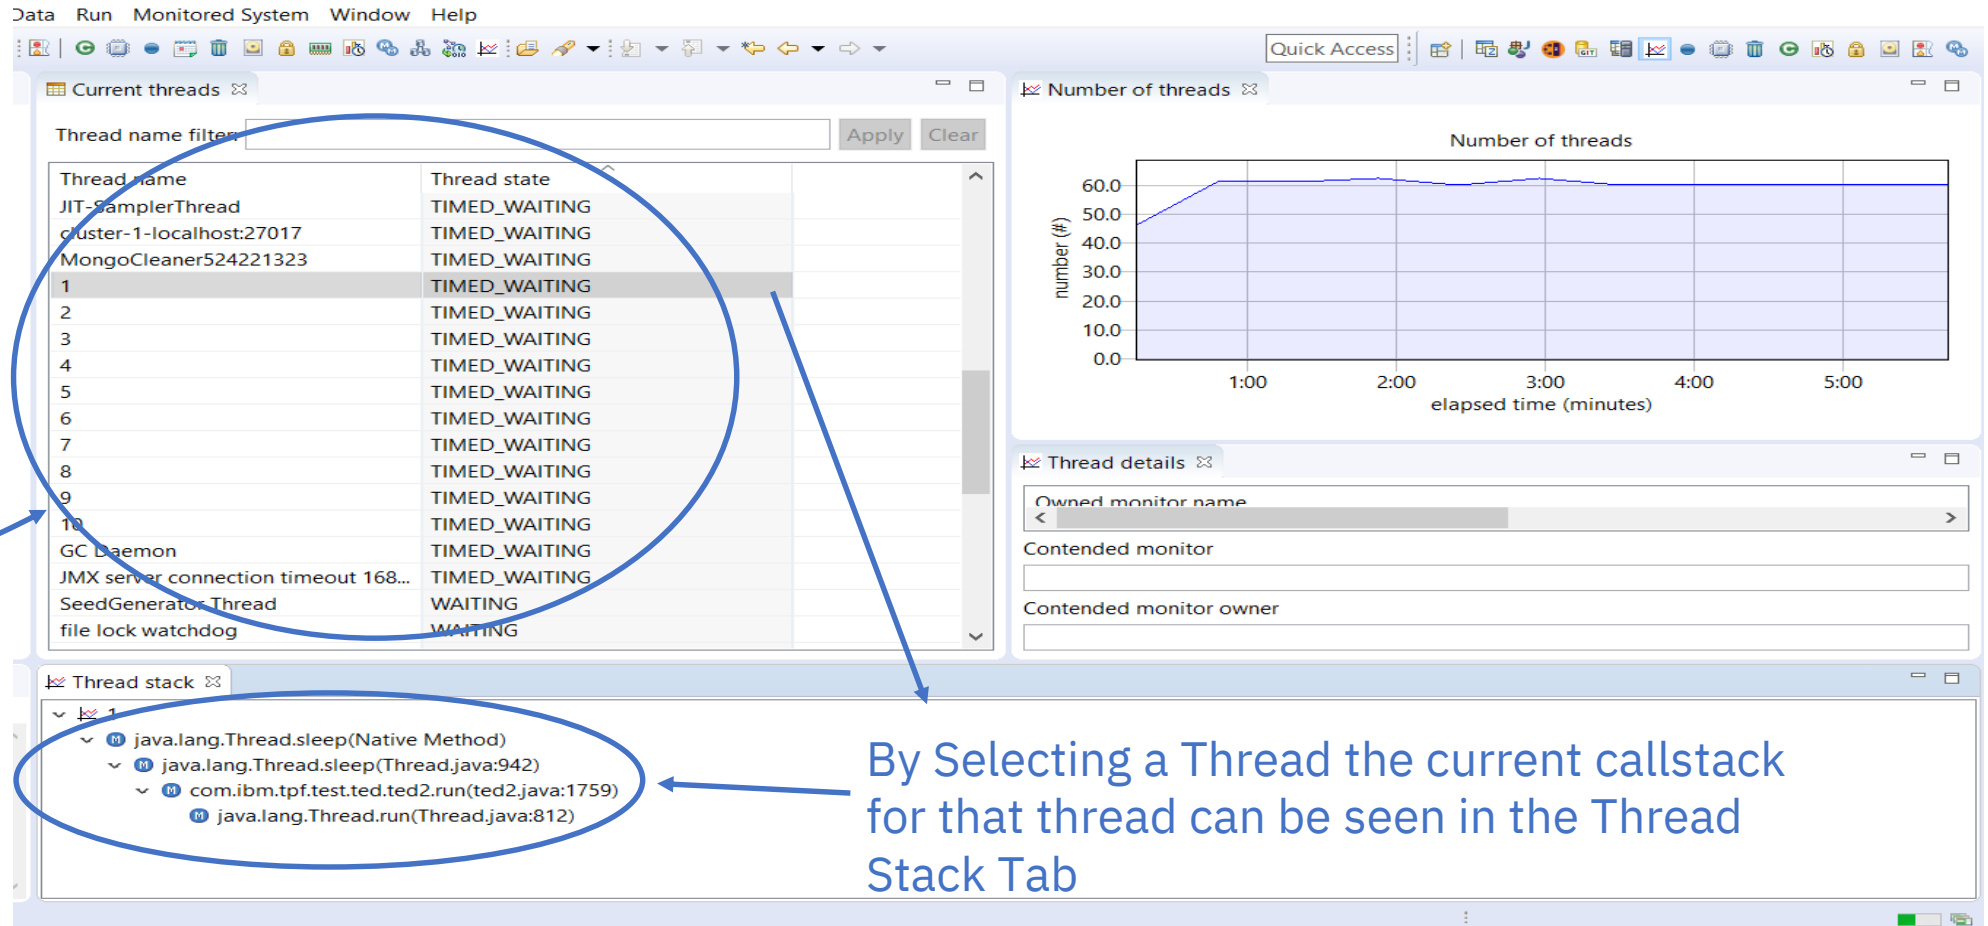 Data Run Monitored System Window Help
Quick Access
Current threads
Thread name filter:
Apply Clear
Thread name Thread state
JIT-SamplerThread TIMED_WAITING
cluster-1-localhost:27017 TIMED_WAITING
MongoCleaner524221323 TIMED_WAITING
1 TIMED_WAITING
2 TIMED_WAITING
3 TIMED_WAITING
4 TIMED_WAITING
5 TIMED_WAITING
6 TIMED_WAITING
7 TIMED_WAITING
8 TIMED_WAITING
9 TIMED_WAITING
10 TIMED_WAITING
GC Daemon TIMED_WAITING
JMX server connection timeout 168... TIMED_WAITING
SeedGenerator Thread WAITING
file lock watchdog WAITING
Number of threads
Number of threads
number (#)
60.0
50.0
40.0
30.0
20.0
10.0
0.0
1:00 2:00 3:00 4:00 5:00
elapsed time (minutes)
Thread details
Owned monitor name
Contended monitor
Contended monitor owner
Thread stack
1
java.lang.Thread.sleep(Native Method)
java.lang.Thread.sleep(Thread.java:942)
com.ibm.tpf.test.ted.ted2.run(ted2.java:1759)
java.lang.Thread.run(Thread.java:812)
By Selecting a Thread the current callstack
for that thread can be seen in the Thread
Stack Tab